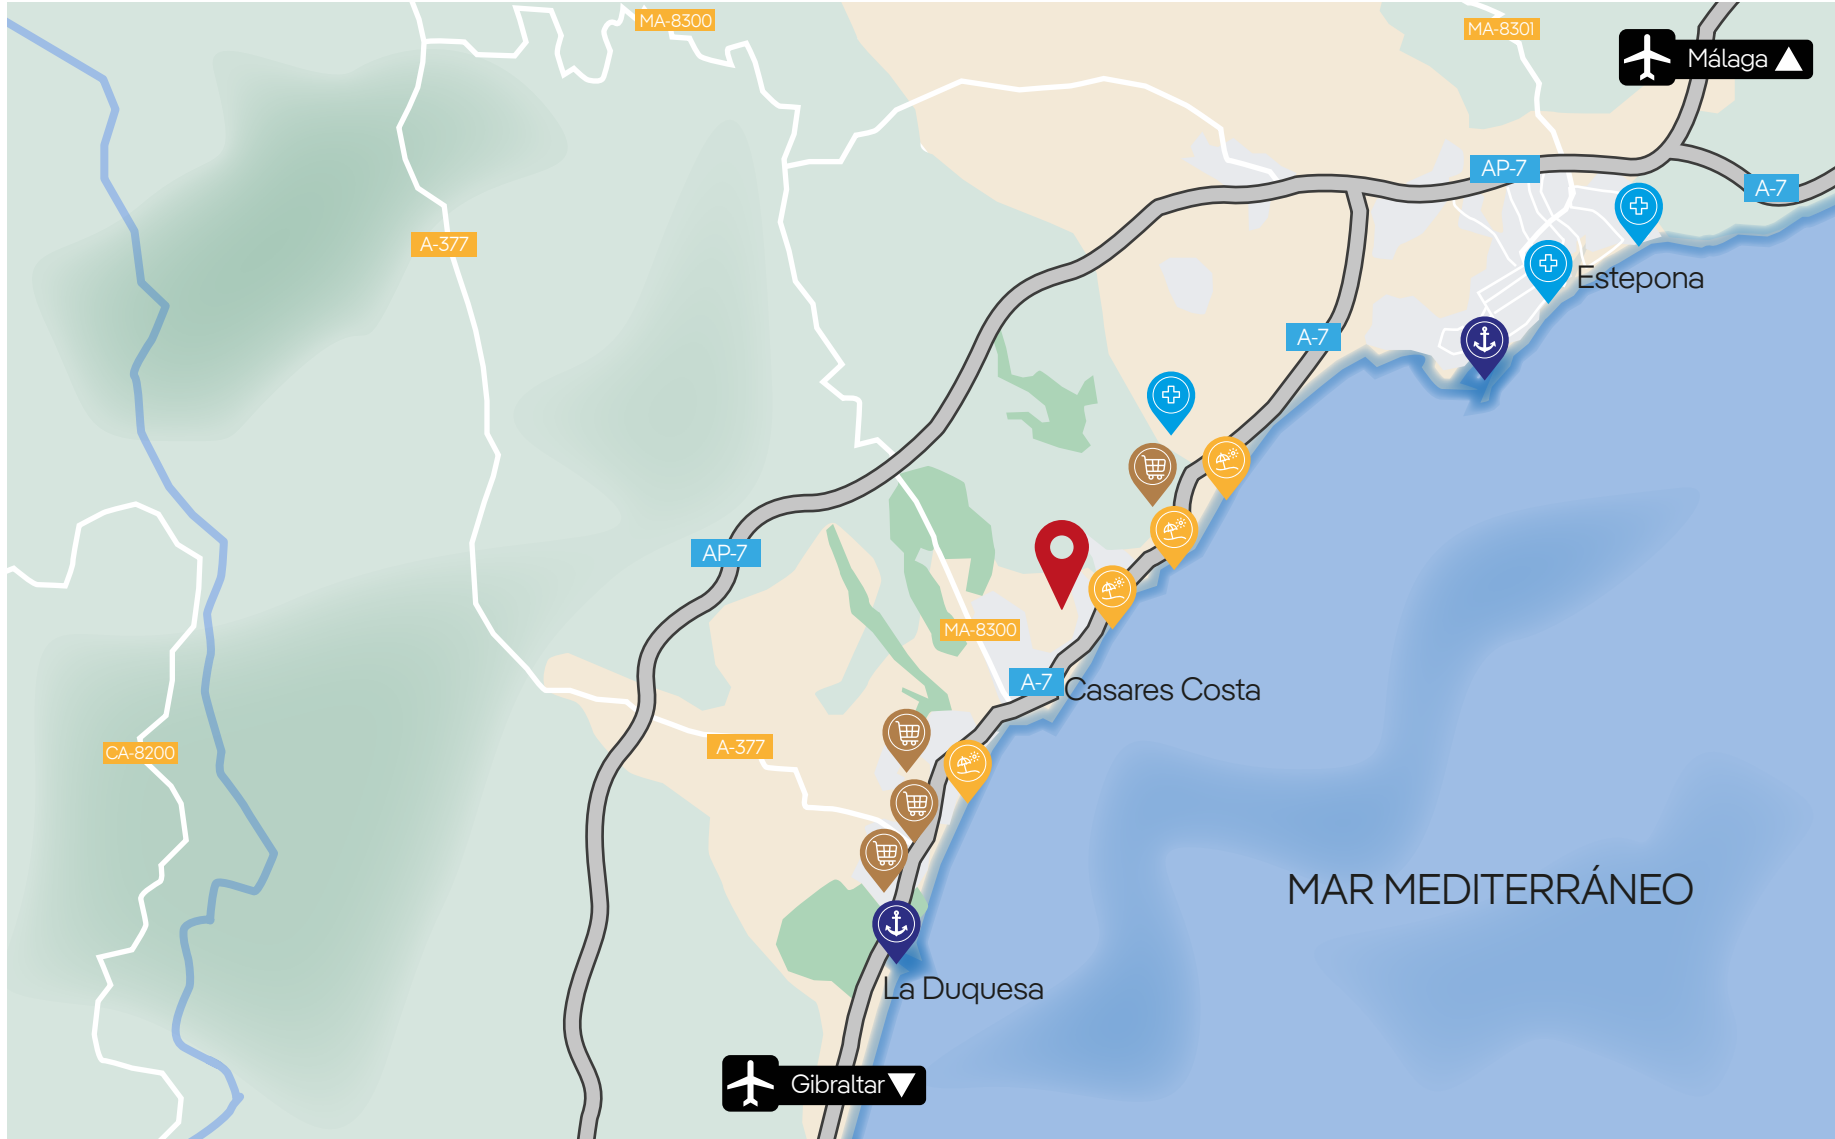 MA-8300
MA-8301
Málaga
AP-7
A-7
A-377
Estepona
A-7
AP-7
MA-8300
A-7
Casares Costa
CA-8200
A-377
MAR MEDITERRÁNEO
La Duquesa
Gibraltar